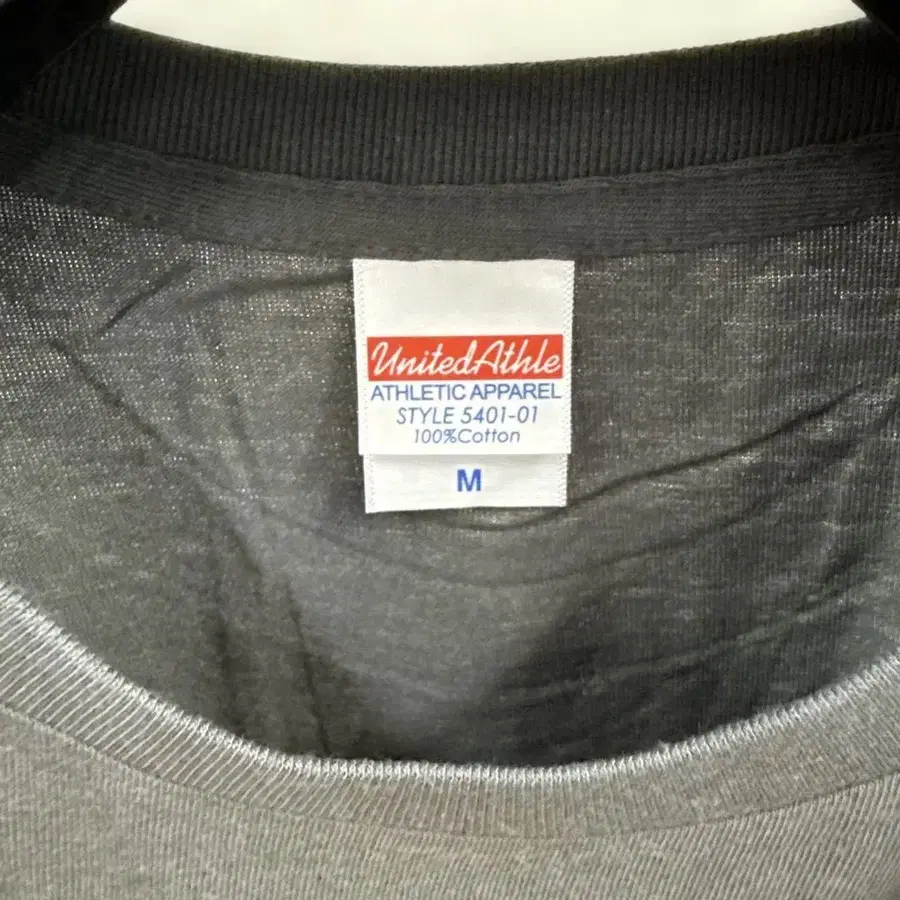 UnitedAthle
ATHLETIC APPAREL
STYLE 5401-01
100%Cotton
M